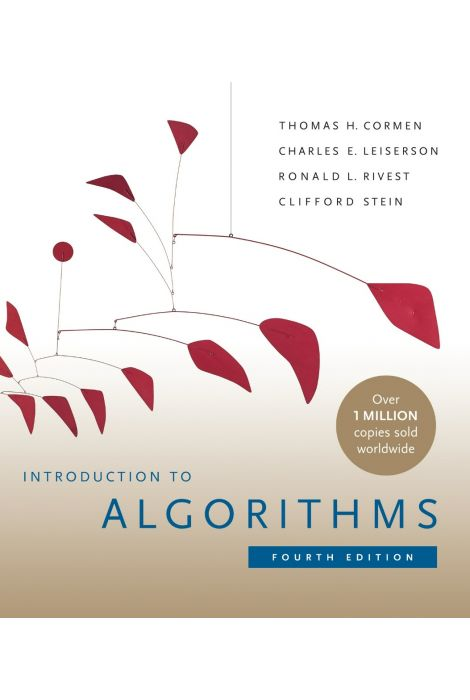 THOMAS H. CORMEN
CHARLES E. LEISERSON
RONALD L. RIVEST
CLIFFORD STEIN
Over
1 MILLION
copies sold
worldwide
INTRODUCTION TO
ALGORITHMS
FOURTH EDITION